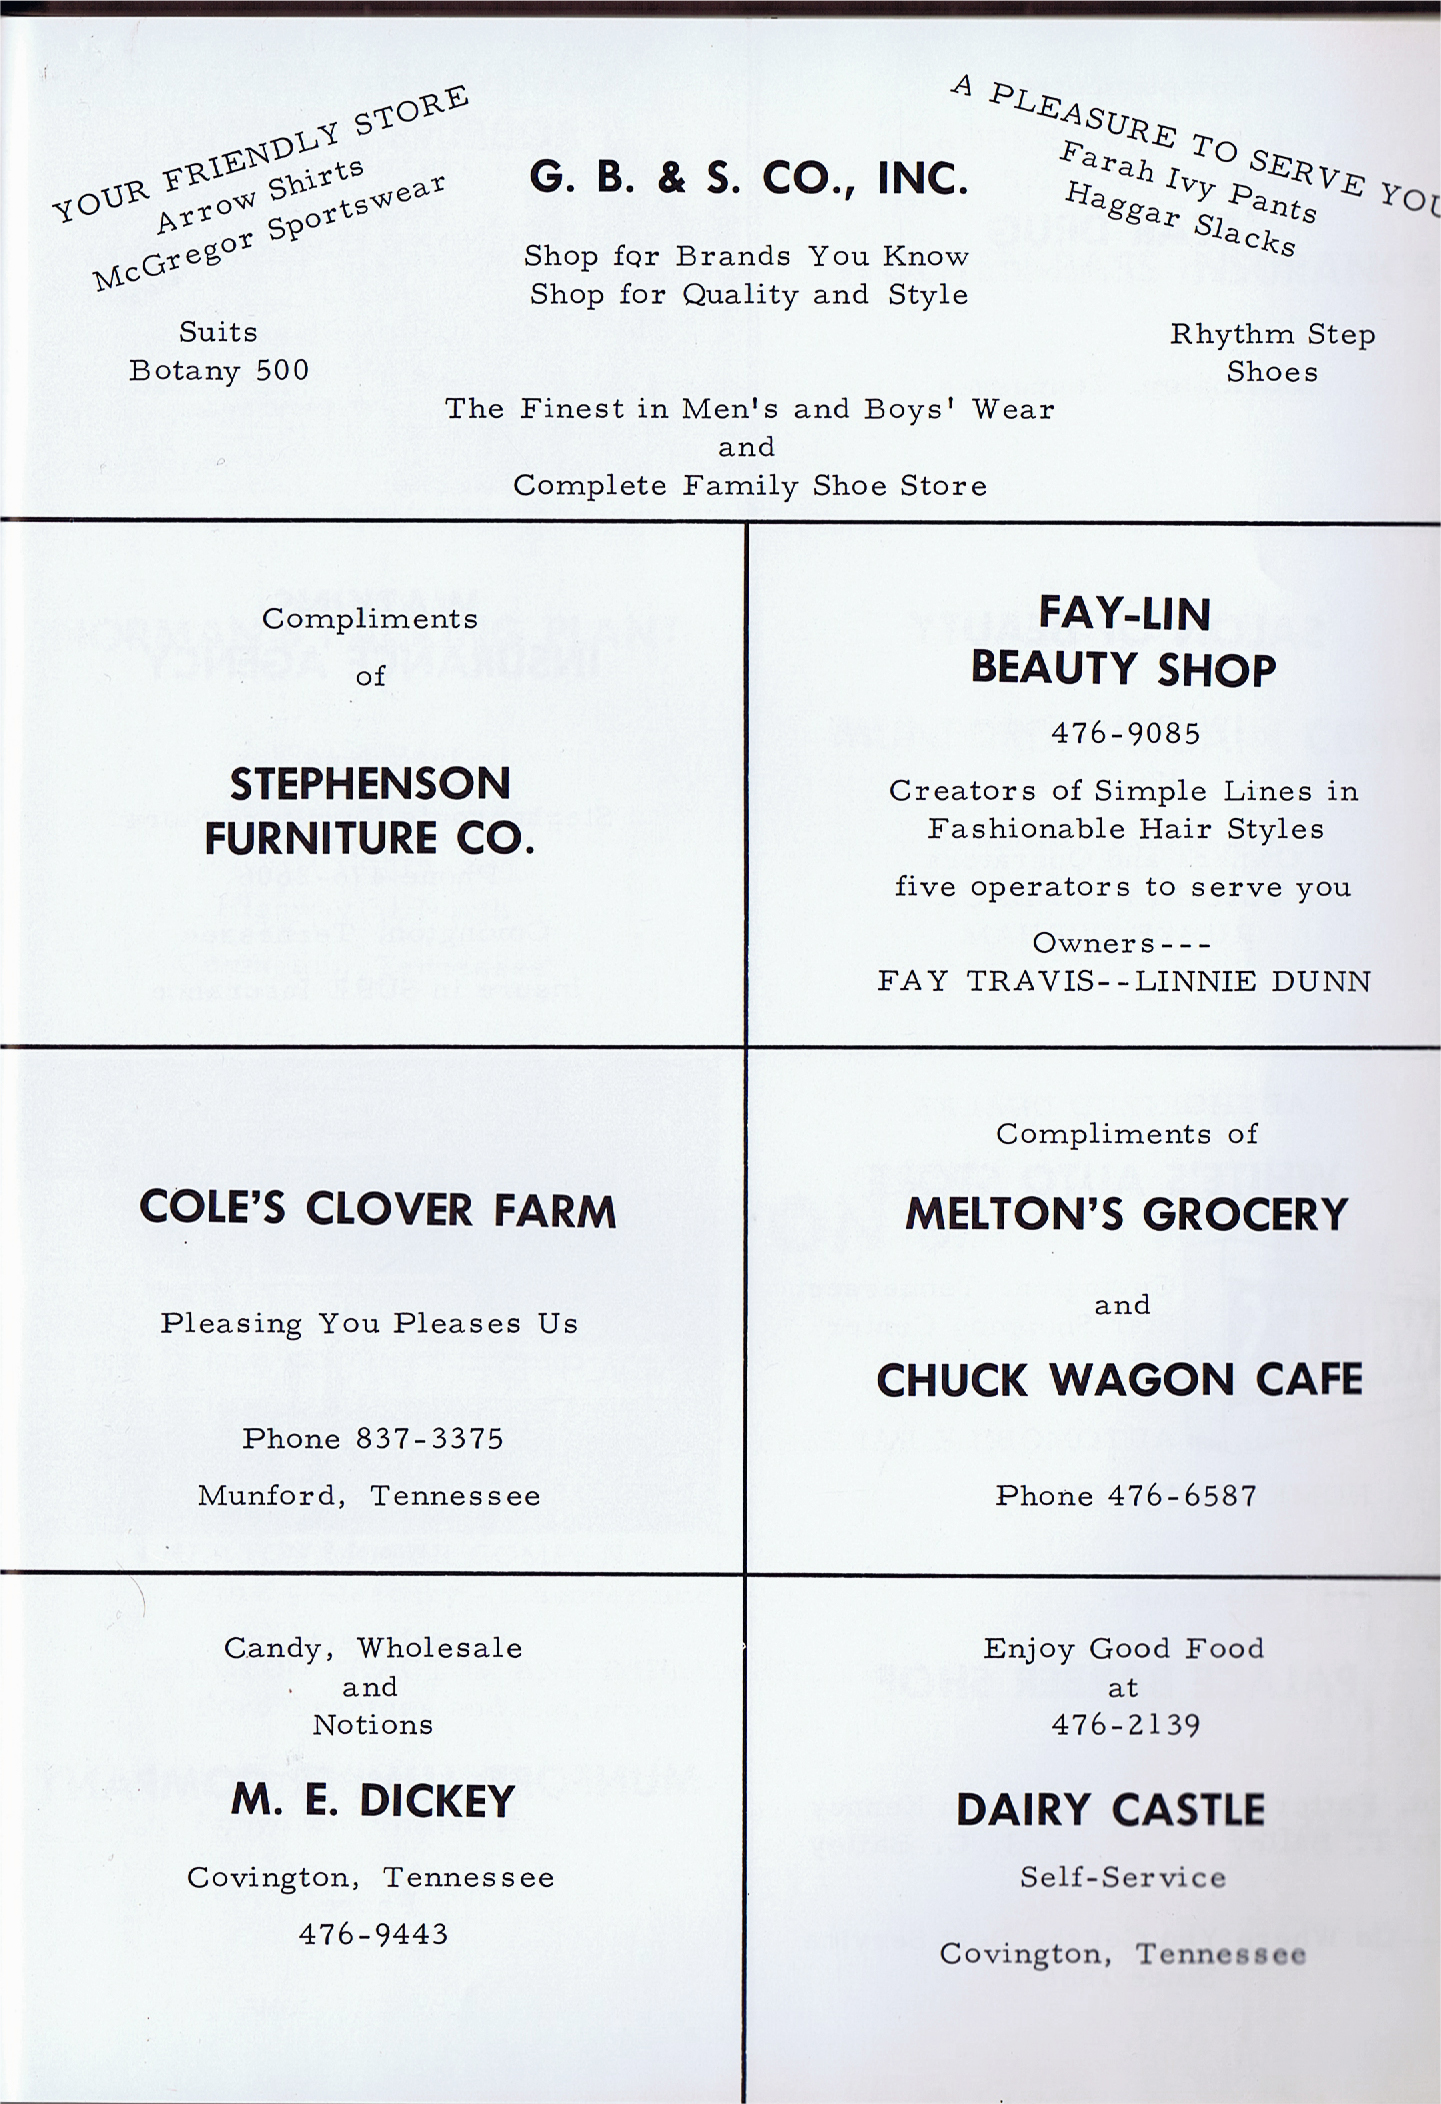 YOUR FRIENDLY STORE
Arrow Shirts
McGregor Sportswear
Suits
Botany 500
G. B. & S. CO., INC.
Shop for Brands You Know
Shop for Quality and Style
A PLEASURE TO SERVE YOU
Farah Ivy Pants
Haggar Slacks
Rhythm Step
Shoes
The Finest in Men's and Boys' Wear
and
Complete Family Shoe Store
Compliments
of
STEPHENSON
FURNITURE CO.
FAY-LIN
BEAUTY SHOP
476-9085
Creators of Simple Lines in
Fashionable Hair Styles
five operators to serve you
Owners---
FAY TRAVIS--LINNIE DUNN
COLE'S CLOVER FARM
Pleasing You Pleases Us
Phone 837-3375
Munford, Tennessee
Compliments of
MELTON'S GROCERY
and
CHUCK WAGON CAFE
Phone 476-6587
Candy, Wholesale
and
Notions
M. E. DICKEY
Covington, Tennessee
476-9443
Enjoy Good Food
at
476-2139
DAIRY CASTLE
Self-Service
Covington, Tennessee